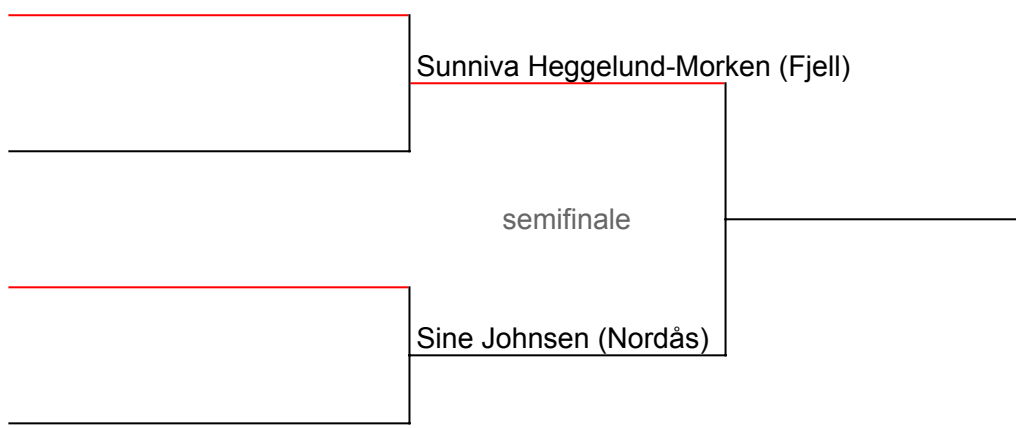 Sunniva Heggelund-Morken (Fjell)
semifinale
Sine Johnsen (Nordås)